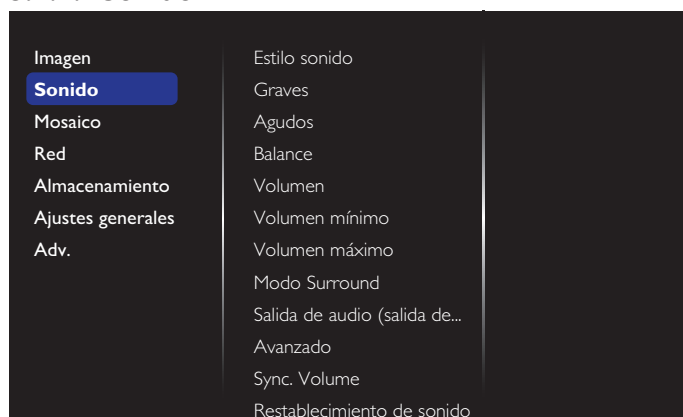 Imagen
Sonido
Mosaico
Red
Almacenamiento
Ajustes generales
Adv.
Estilo sonido
Graves
Agudos
Balance
Volumen
Volumen mínimo
Volumen máximo
Modo Surround
Salida de audio (salida de...
Avanzado
Sync. Volume
Restablecimiento de sonido